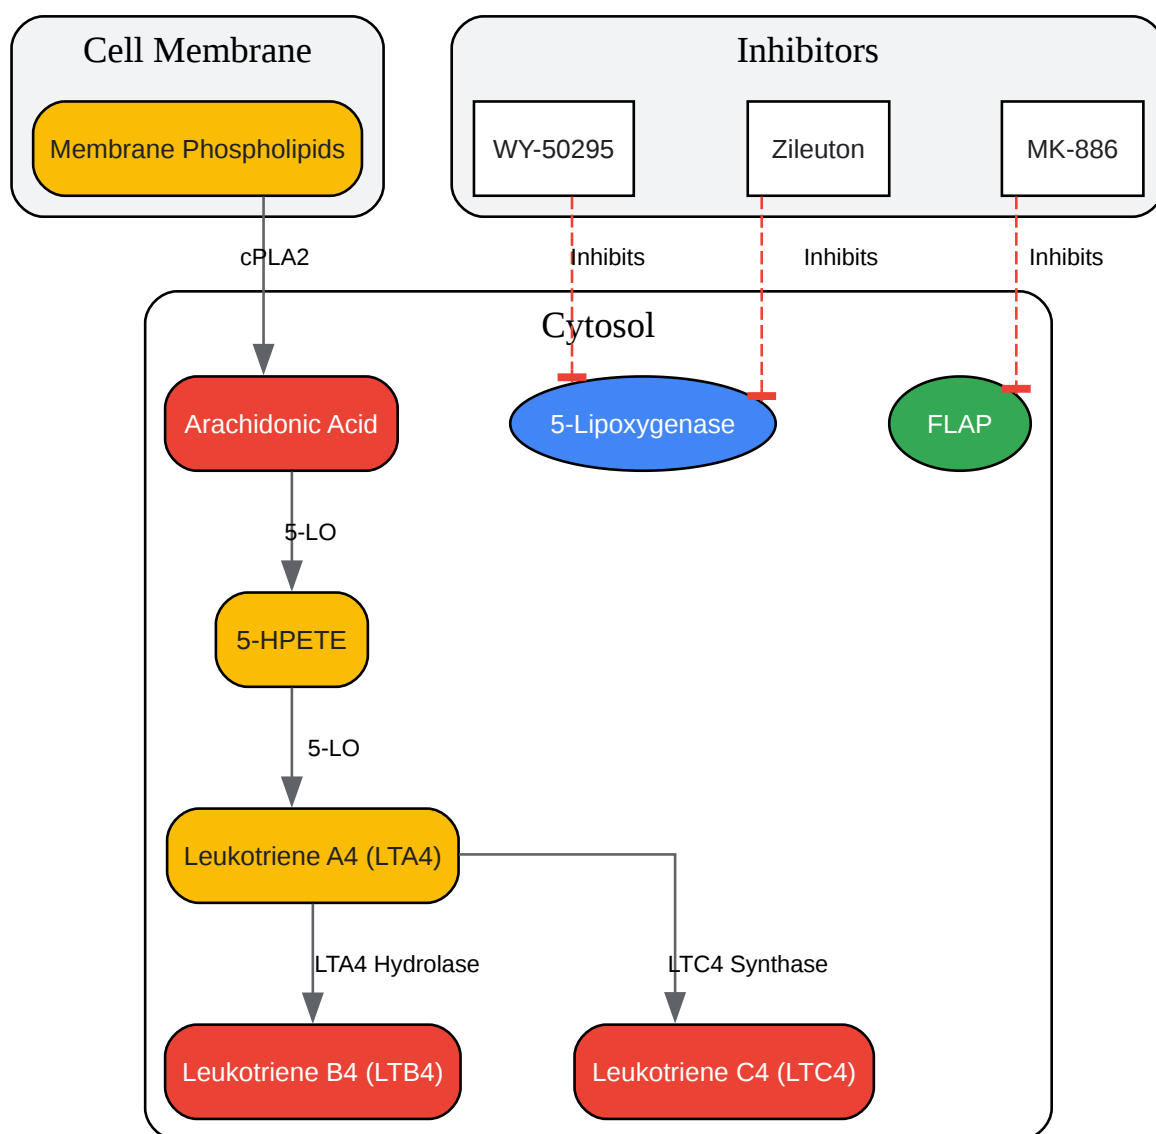 Cell Membrane
Inhibitors
Membrane Phospholipids
WY-50295
Zileuton
MK-886
cPLA2
Inhibits
Inhibits
Inhibits
Cytosol
Arachidonic Acid
5-Lipoxygenase
FLAP
5-LO
5-HPETE
5-LO
Leukotriene A4 (LTA4)
LTA4 Hydrolase
LTC4 Synthase
Leukotriene B4 (LTB4)
Leukotriene C4 (LTC4)